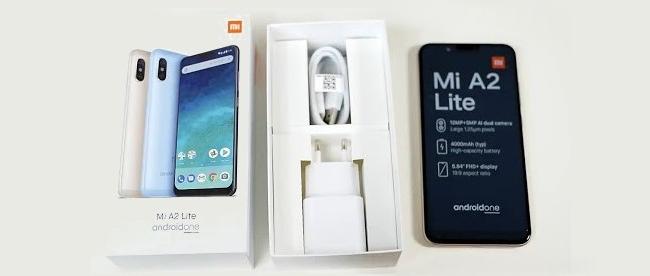 mi
Mi A2 Lite
androidone
mi
Mi A2
Lite
12MP+5MP AI dual camera
Large 1.25μm pixels
4000mAh (typ)
High-capacity battery
5.84" FHD+ display
19:9 aspect ratio
androidone